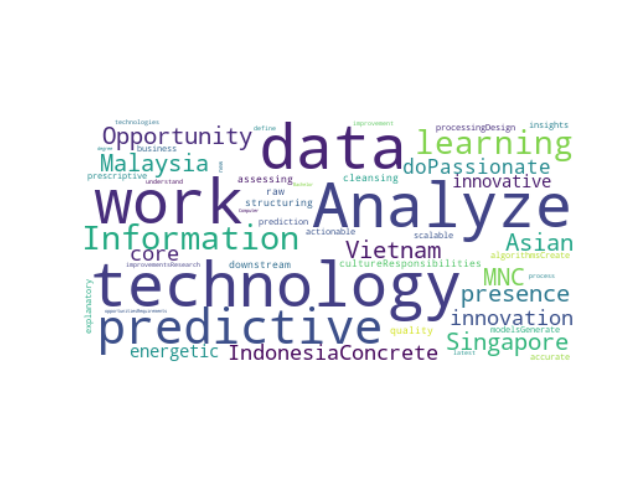 technologies
improvement
define
processingDesign
insights
Opportunity
data
learning
business
Malaysia
doPassionate
prescriptive
understand
assessing
cleansing
innovative
raw
work
Analyze
structuring
Computer
prediction
actionable
scalable
Information
core
Vietnam
Asian
algorithmsCreate
improvementsResearch
downstream
cultureResponsibilities
technology
MNC
process
explanatory
presence
predictive
quality
innovation
modelsGenerate
energetic
IndonesiaConcrete
Singapore
latest
accurate